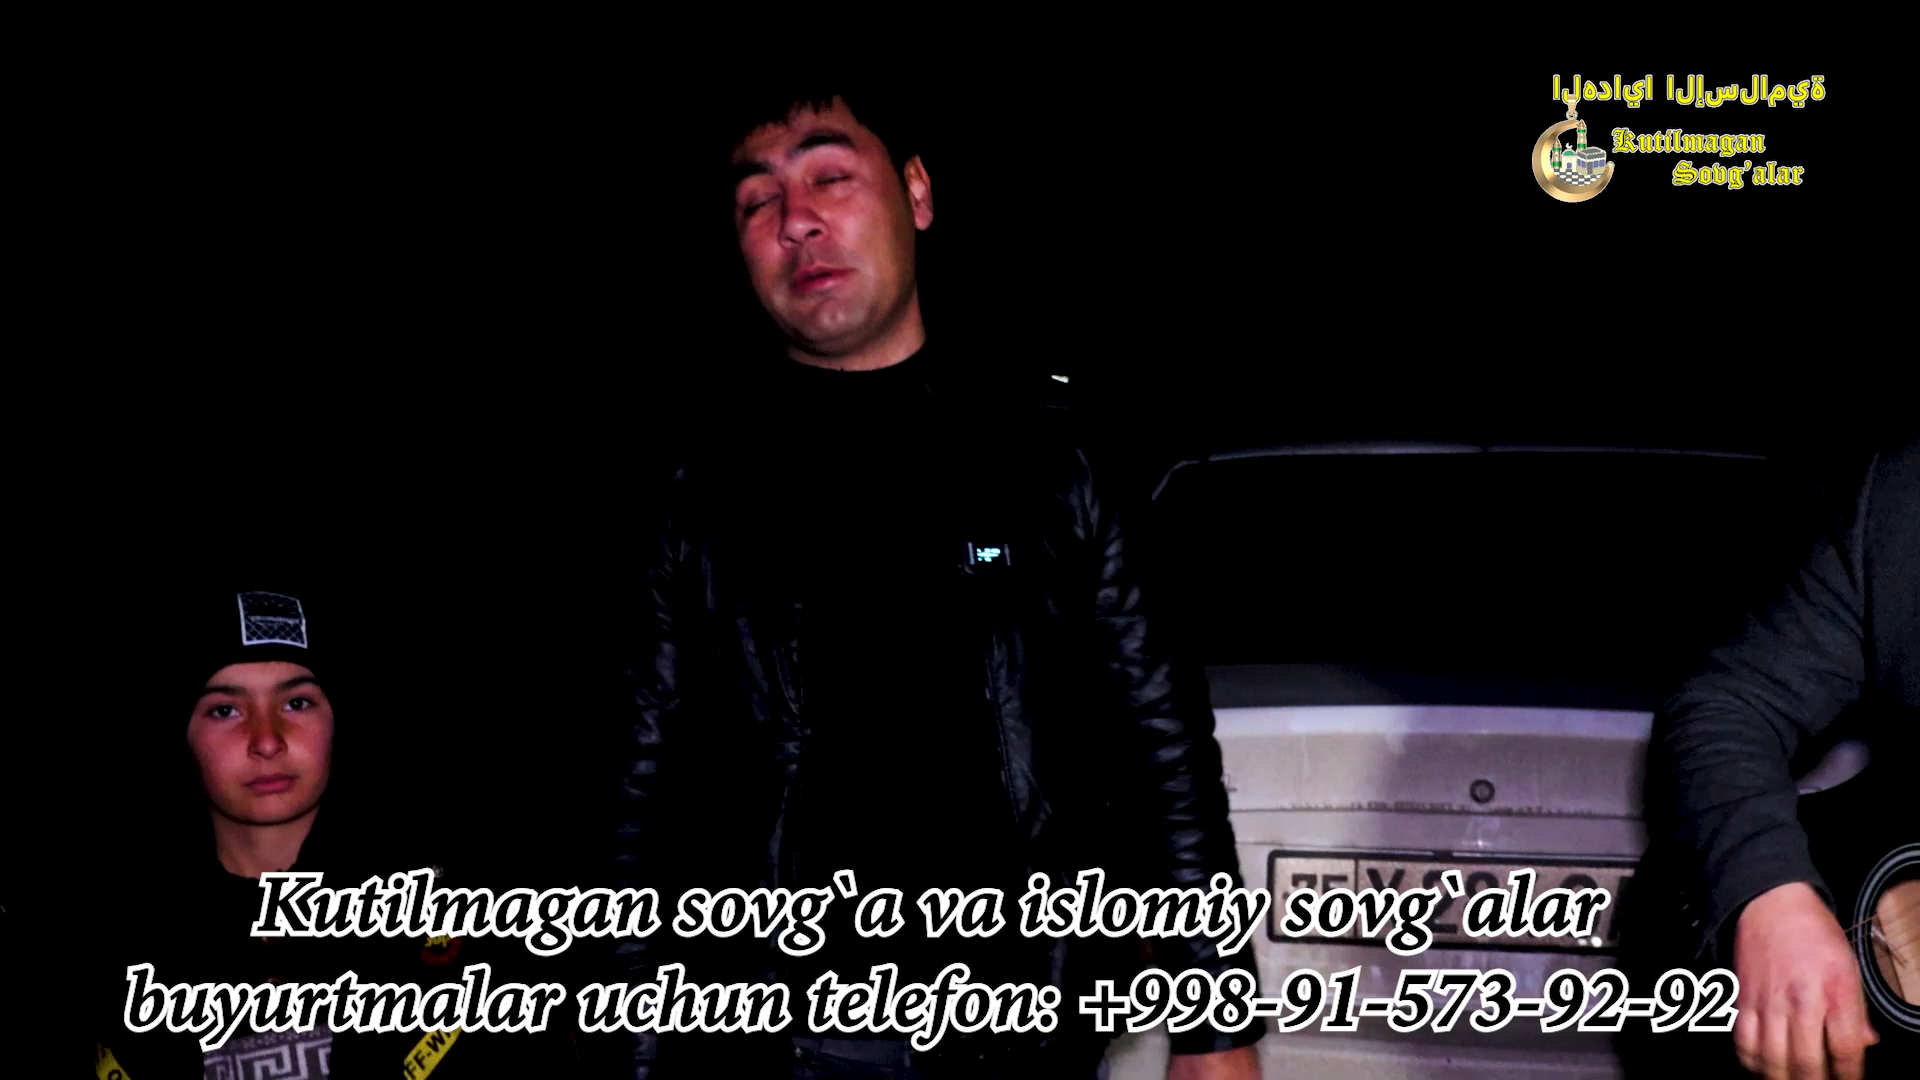 الهدايا الإسلامية
Kutilmagan
Sovg'alar
Kutilmagan sovg`a va islomiy sovg`alar
buyurtmalar uchun telefon: +998-91-573-92-92